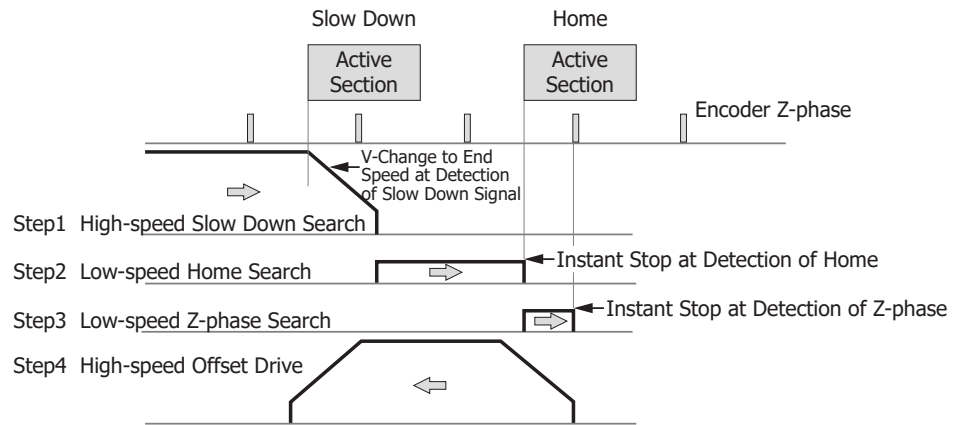 Slow Down
Home
Active
Section
Active
Section
Encoder Z-phase
V-Change to End
Speed at Detection
of Slow Down Signal
Step1 High-speed Slow Down Search
Step2 Low-speed Home Search
Instant Stop at Detection of Home
Step3 Low-speed Z-phase Search
Instant Stop at Detection of Z-phase
Step4 High-speed Offset Drive